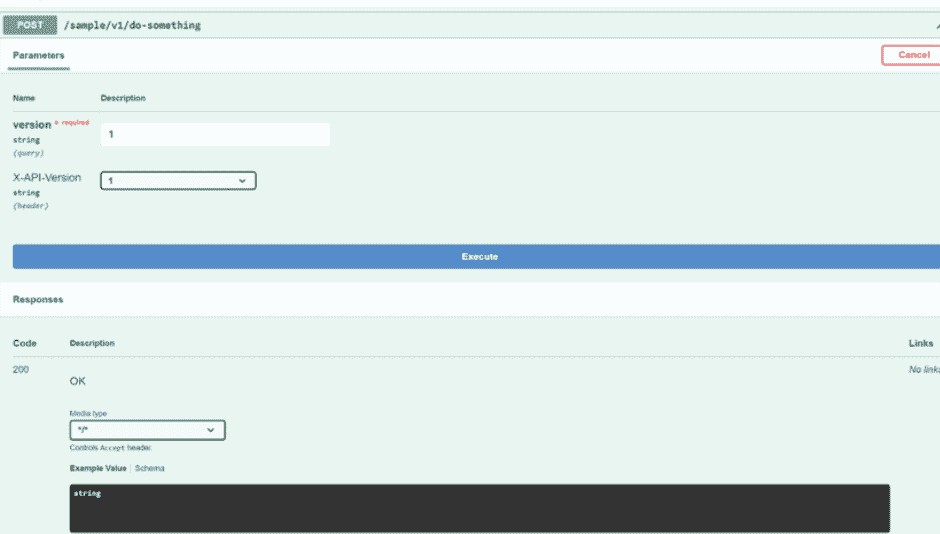 POST /sample/v1/do-something
Parameters
Cancel
Name Description
version * required
string
(query)
1
X-API-Version
string
(header)
1
Execute
Responses
Code Description Links
200
OK
No links
Media type
*/*
Controls Accept header.
Example Value | Schema
string